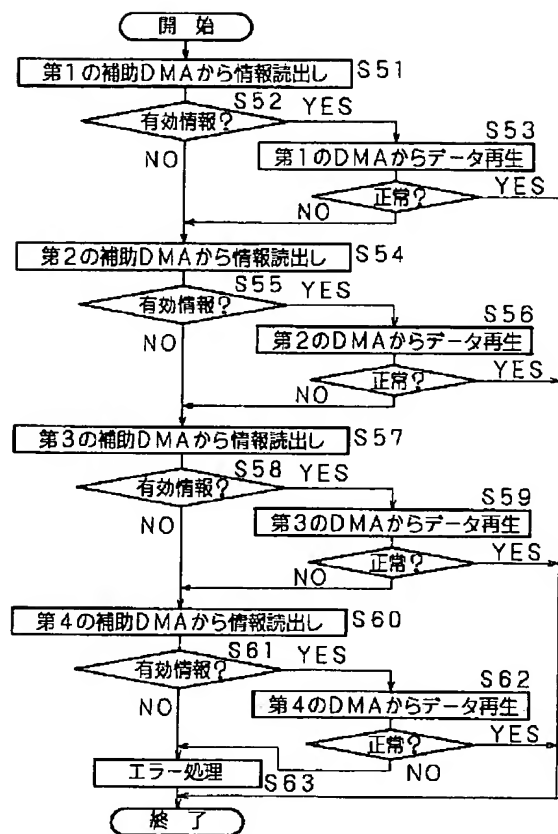 開始
第1の補助DMAから情報読出し S51
S52
有効情報? YES
S53
NO
第1のDMAからデータ再生
正常? YES
NO
第2の補助DMAから情報読出し S54
S55
有効情報? YES
S56
NO
第2のDMAからデータ再生
正常? YES
NO
第3の補助DMAから情報読出し S57
S58
有効情報? YES
S59
NO
第3のDMAからデータ再生
正常? YES
NO
第4の補助DMAから情報読出し S60
S61
有効情報? YES
S62
NO
第4のDMAからデータ再生
正常? YES
NO
エラー処理
S63
終了